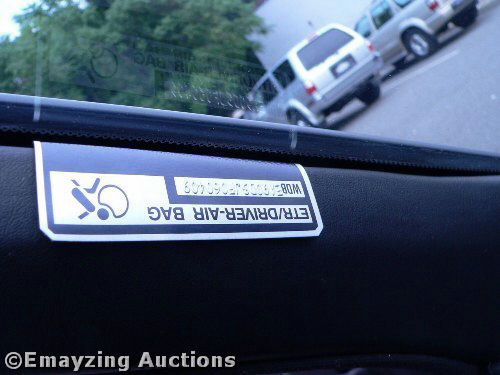 ETR/DRIVER-AIR BAG
©Emayzing Auctions